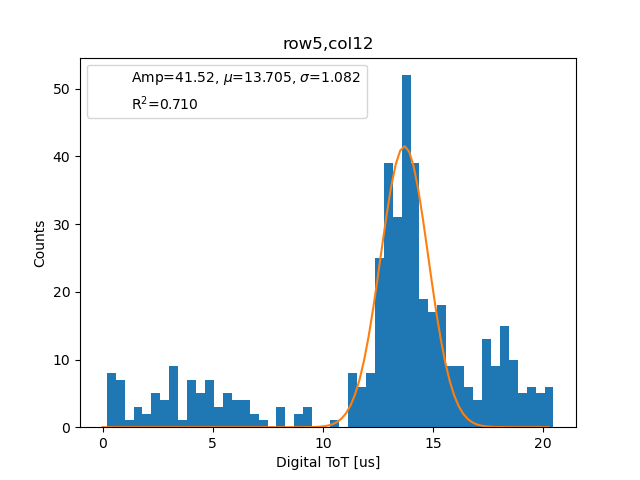 row5,col12
Amp=41.52, μ=13.705, σ=1.082
R²=0.710
50
40
30
20
10
0
Counts
0 5 10 15 20
Digital ToT [us]